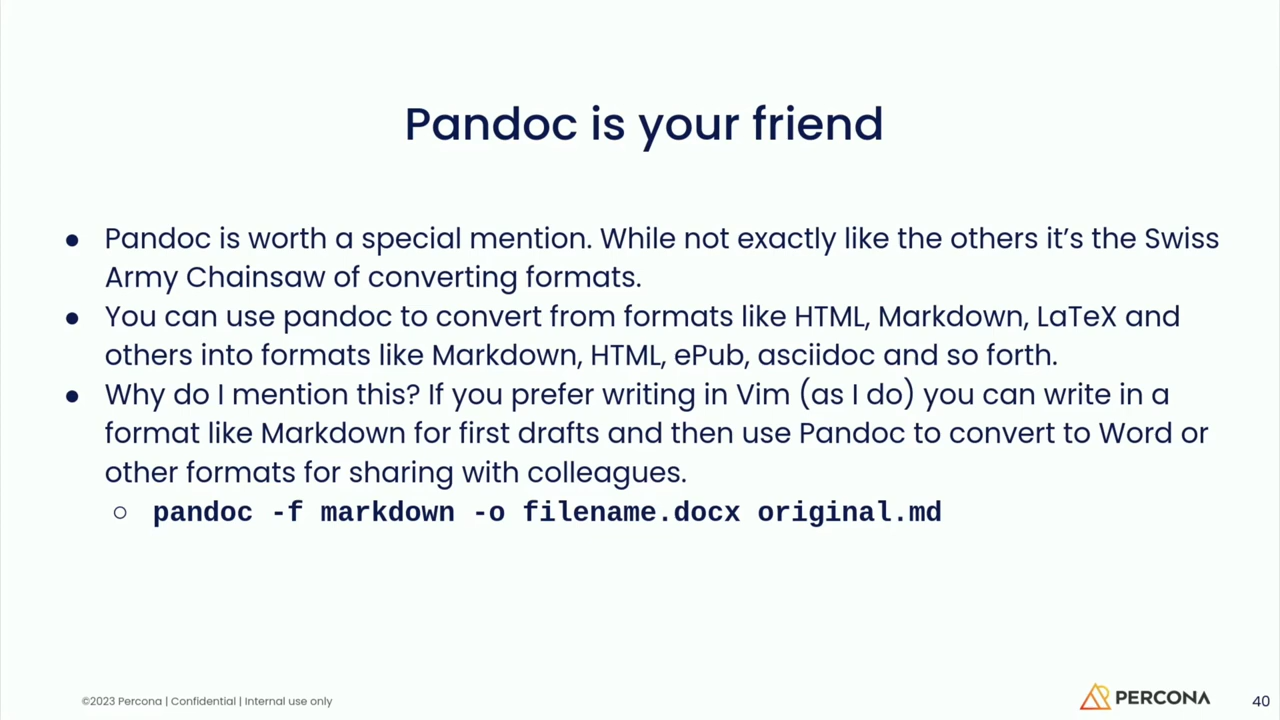 Pandoc is your friend
● Pandoc is worth a special mention. While not exactly like the others it’s the Swiss
Army Chainsaw of converting formats.
● You can use pandoc to convert from formats like HTML, Markdown, LaTeX and
others into formats like Markdown, HTML, ePub, asciidoc and so forth.
● Why do I mention this? If you prefer writing in Vim (as I do) you can write in a
format like Markdown for first drafts and then use Pandoc to convert to Word or
other formats for sharing with colleagues.
○ pandoc -f markdown -o filename.docx original.md
©2023 Percona | Confidential | Internal use only
PERCONA
40